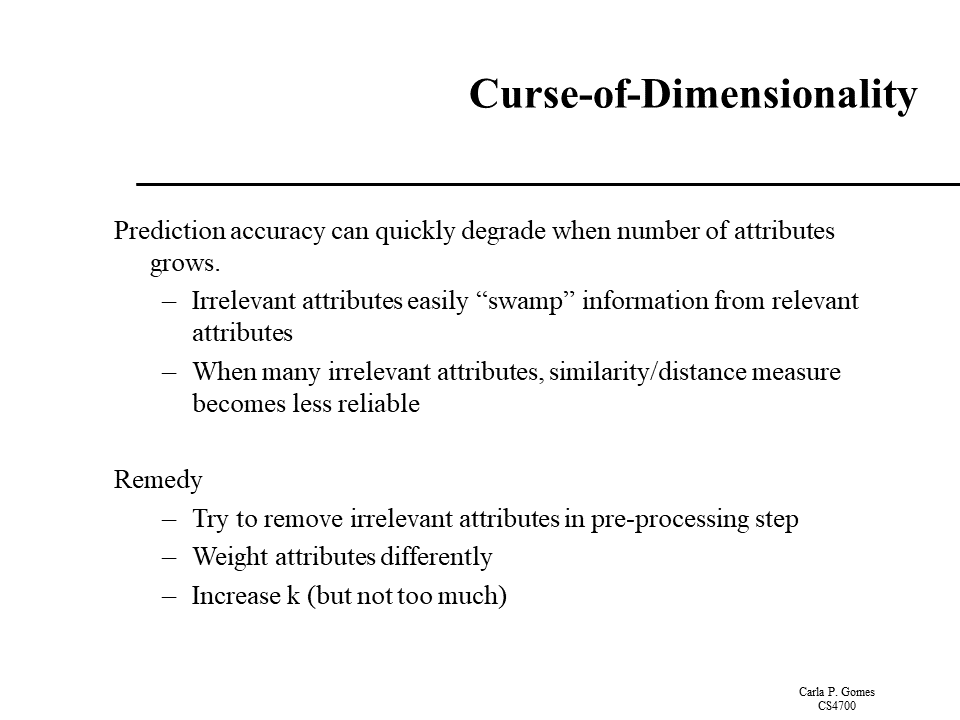 Curse-of-Dimensionality
Prediction accuracy can quickly degrade when number of attributes
grows.
– Irrelevant attributes easily “swamp” information from relevant
attributes
– When many irrelevant attributes, similarity/distance measure
becomes less reliable
Remedy
– Try to remove irrelevant attributes in pre-processing step
– Weight attributes differently
– Increase k (but not too much)
Carla P. Gomes
CS4700